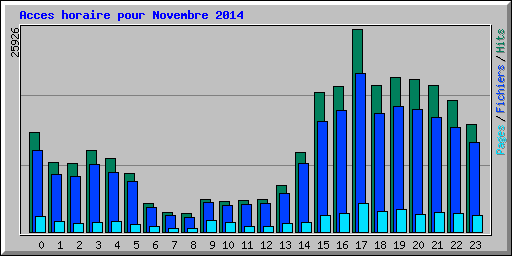 Acces horaire pour Novembre 2014
25926
Pages/Fichiers/Hits
0 1 2 3 4 5 6 7 8 9 10 11 12 13 14 15 16 17 18 19 20 21 22 23